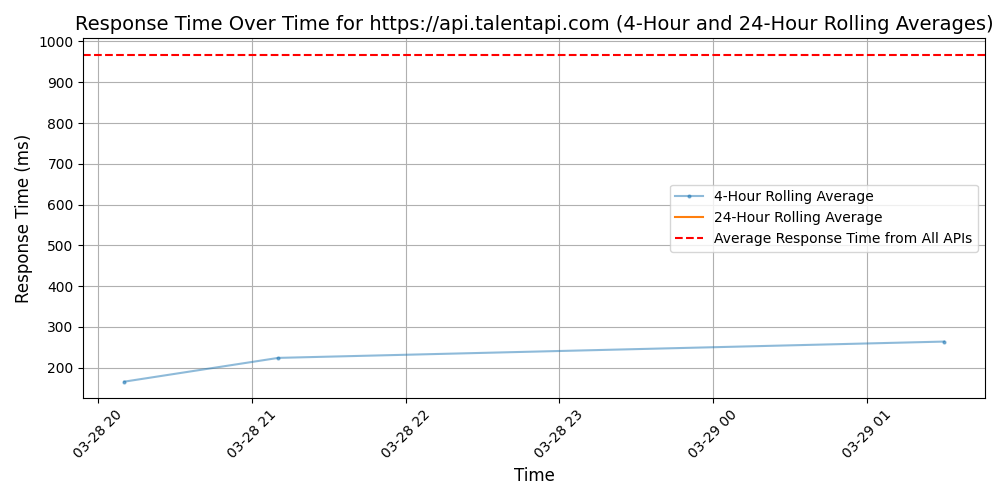 Response Time Over Time for https://api.talentapi.com (4-Hour and 24-Hour Rolling Averages)
Response Time (ms)
1000
900
800
700
600
500
400
300
200
4-Hour Rolling Average
24-Hour Rolling Average
Average Response Time from All APIs
03-28 20
03-28 21
03-28 22
03-28 23
03-29 00
03-29 01
Time